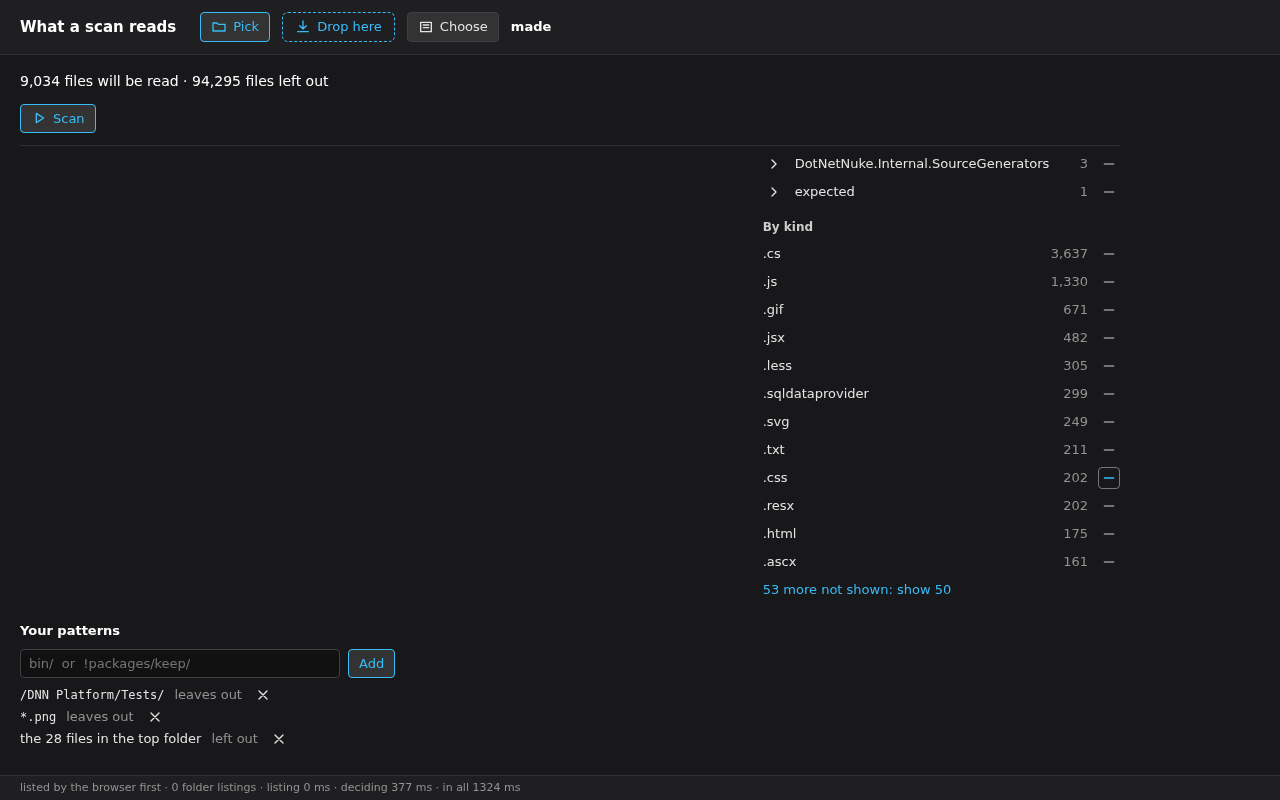 What a scan reads Pick Drop here Choose made
9,034 files will be read · 94,295 files left out
Scan
DotNetNuke.Internal.SourceGenerators 3
expected 1
By kind
.cs 3,637
.js 1,330
.gif 671
.jsx 482
.less 305
.sqldataprovider 299
.svg 249
.txt 211
.css 202
.resx 202
.html 175
.ascx 161
53 more not shown: show 50
Your patterns
bin/ or !packages/keep/ Add
/DNN Platform/Tests/ leaves out
*.png leaves out
the 28 files in the top folder left out
listed by the browser first · 0 folder listings · listing 0 ms · deciding 377 ms · in all 1324 ms